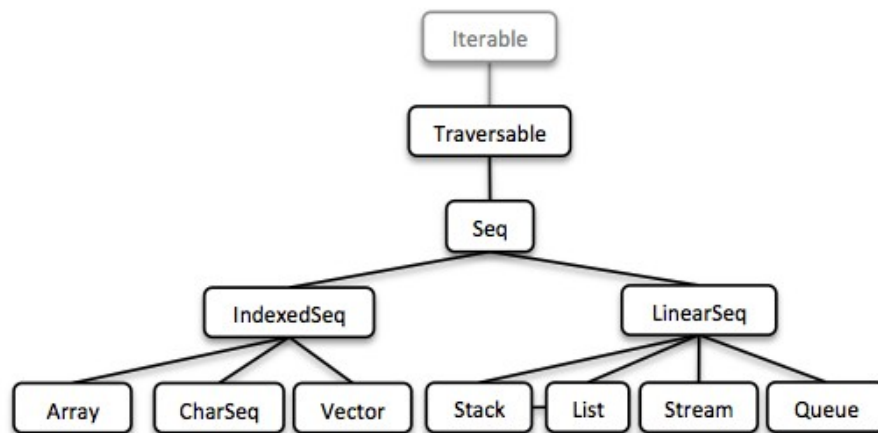 Iterable
Traversable
Seq
IndexedSeq
LinearSeq
Array
CharSeq
Vector
Stack
List
Stream
Queue